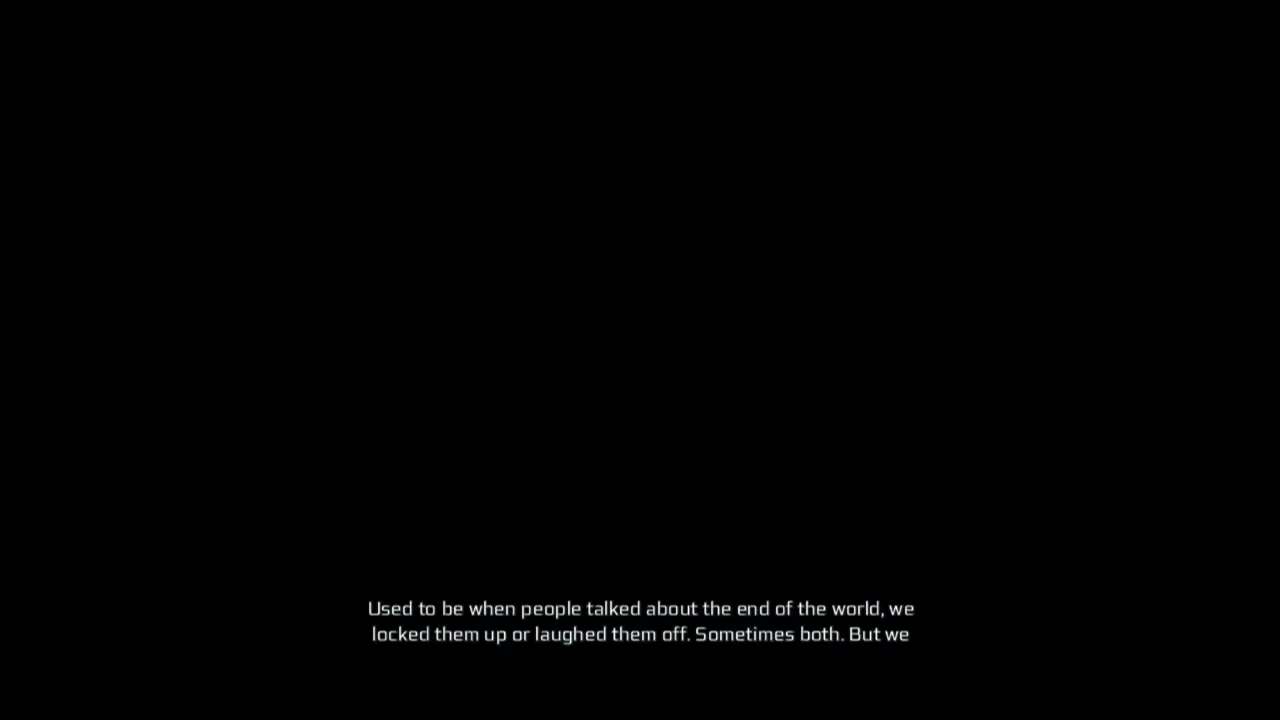 Used to be when people talked about the end of the world, we
locked them up or laughed them off. Sometimes both. But we